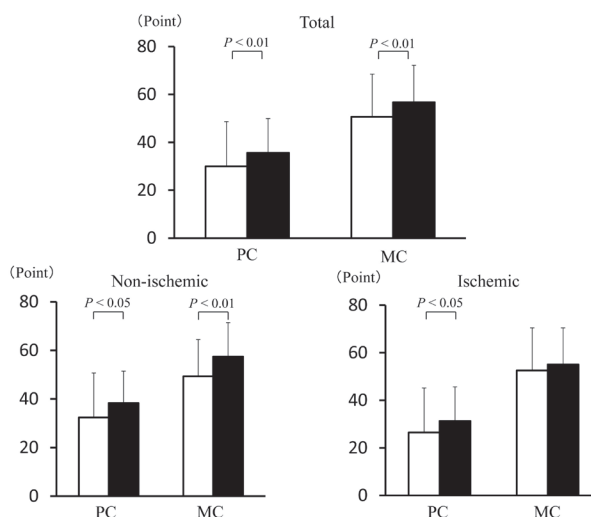 (Point)
Total
80
60
40
20
0
P < 0.01
P < 0.01
PC
MC
(Point)
Non-ischemic
80
60
40
20
0
P < 0.05
P < 0.01
PC
MC
(Point)
Ischemic
80
60
40
20
0
P < 0.05
PC
MC